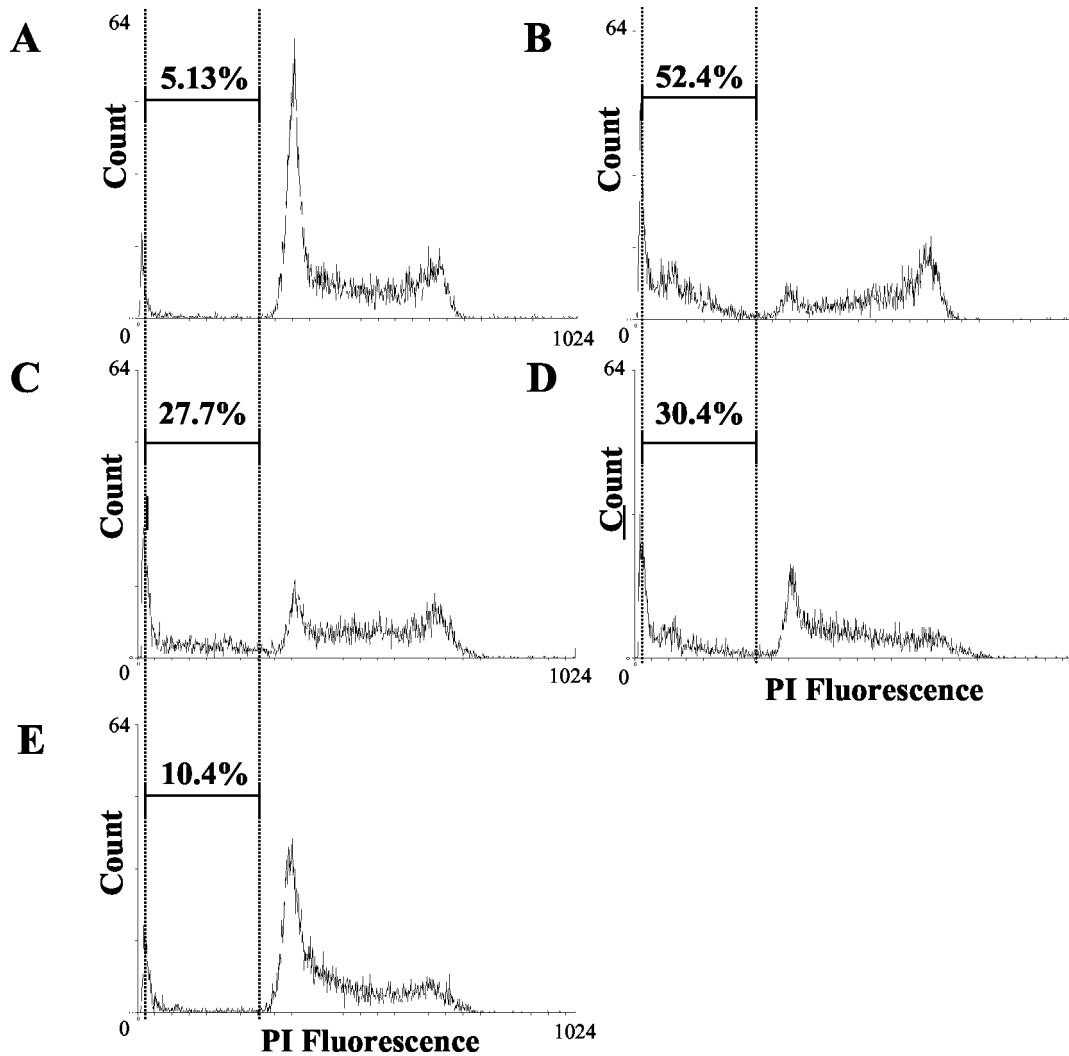 A
64
5.13%
Count
0
1024
B
64
52.4%
Count
0
C
64
27.7%
Count
0
1024
D
64
30.4%
Count
0
PI Fluorescence
E
64
10.4%
Count
0
1024
PI Fluorescence